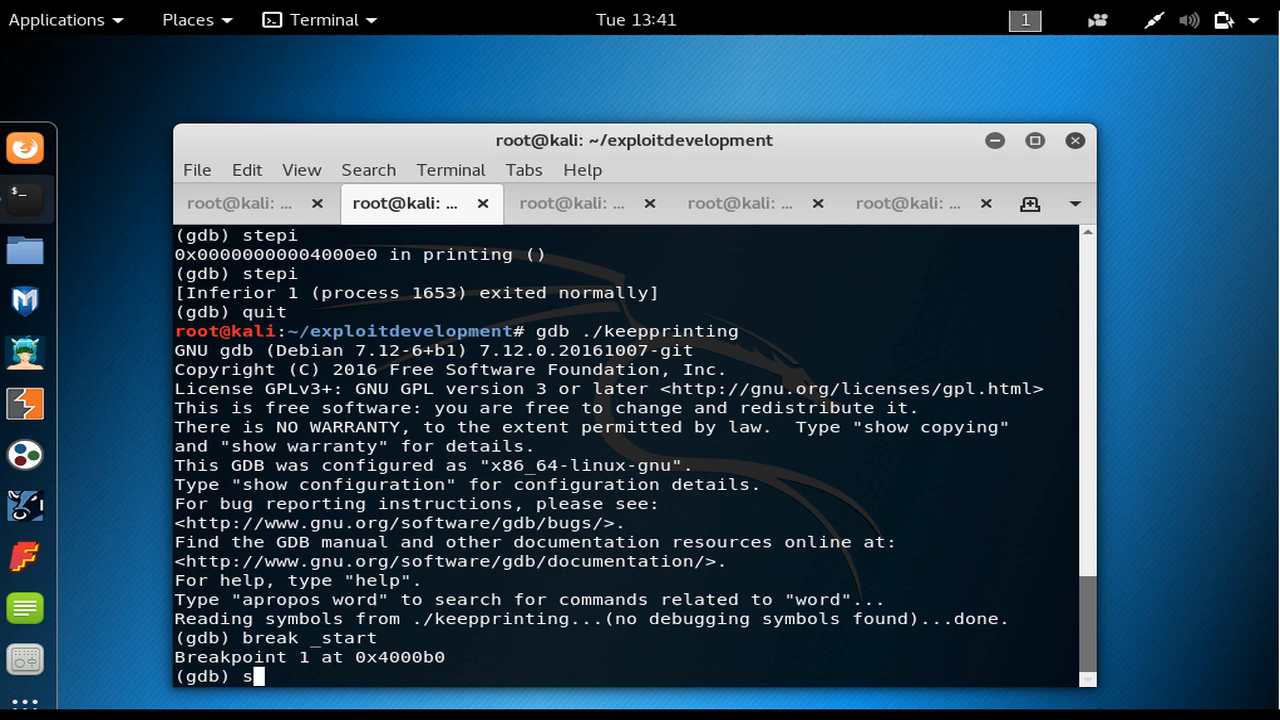 Applications Places Terminal Tue 13:41 1
root@kali: ~/exploitdevelopment
File Edit View Search Terminal Tabs Help
root@kali: ... root@kali: ... root@kali: ... root@kali: ... root@kali: ...
(gdb) stepi
0x00000000004000e0 in printing ()
(gdb) stepi
[Inferior 1 (process 1653) exited normally]
(gdb) quit
root@kali:~/exploitdevelopment# gdb ./keepprinting
GNU gdb (Debian 7.12-6+b1) 7.12.0.20161007-git
Copyright (C) 2016 Free Software Foundation, Inc.
License GPLv3+: GNU GPL version 3 or later <http://gnu.org/licenses/gpl.html>
This is free software: you are free to change and redistribute it.
There is NO WARRANTY, to the extent permitted by law.  Type "show copying"
and "show warranty" for details.
This GDB was configured as "x86_64-linux-gnu".
Type "show configuration" for configuration details.
For bug reporting instructions, please see:
<http://www.gnu.org/software/gdb/bugs/>.
Find the GDB manual and other documentation resources online at:
<http://www.gnu.org/software/gdb/documentation/>.
For help, type "help".
Type "apropos word" to search for commands related to "word"...
Reading symbols from ./keepprinting...(no debugging symbols found)...done.
(gdb) break _start
Breakpoint 1 at 0x4000b0
(gdb) s